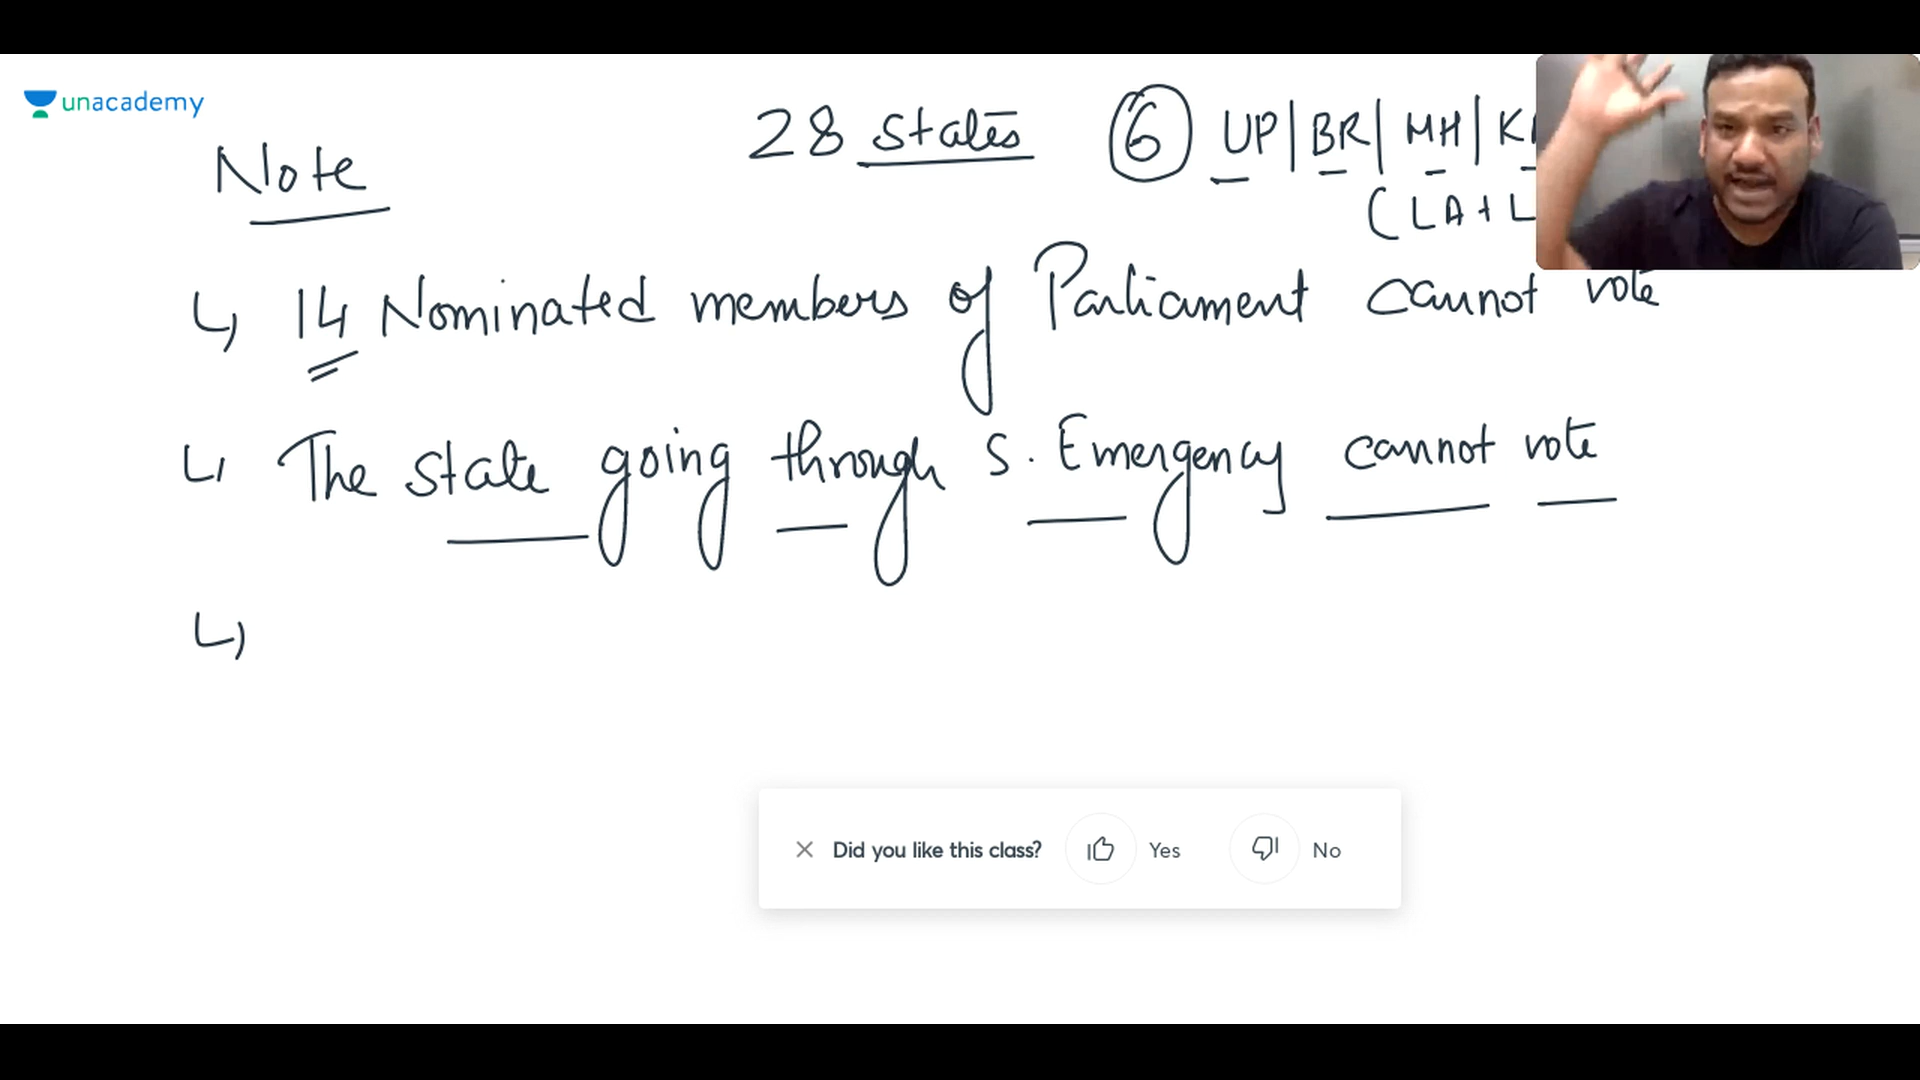 unacademy
28 states 6 UP | BR | MH |
(LA + L
Note
14 Nominated members of Parliament cannot vote
The state going through S. Emergency cannot vote
Did you like this class? Yes No